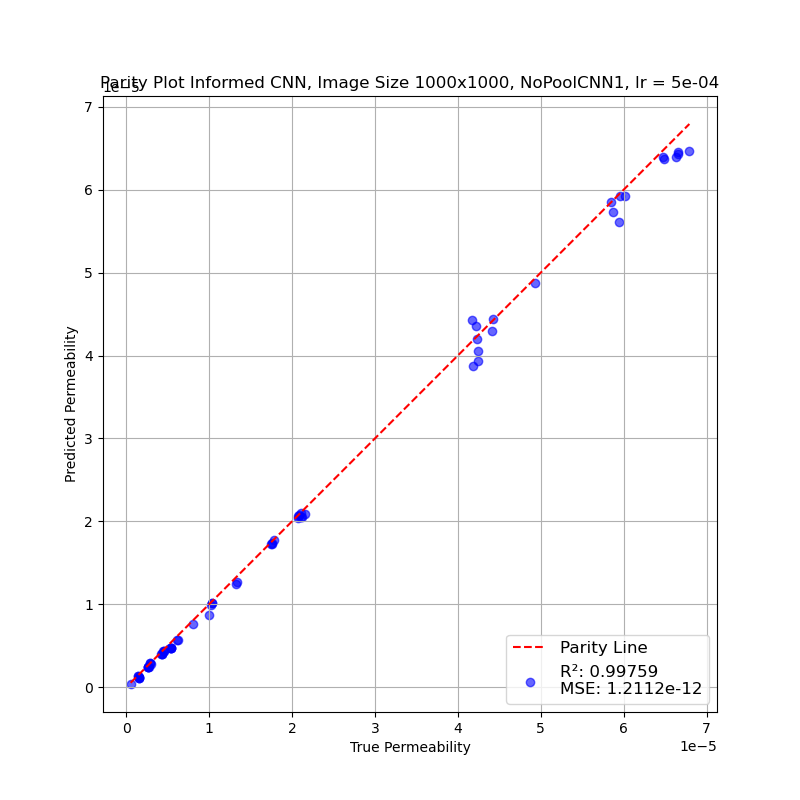 Parity Plot Informed CNN, Image Size 1000x1000, NoPoolCNN1, lr = 5e-04
1e−5
7
6
5
4
3
2
1
0
Predicted Permeability
Parity Line
R²: 0.99759
MSE: 1.2112e-12
0 1 2 3 4 5 6 7
True Permeability
1e−5